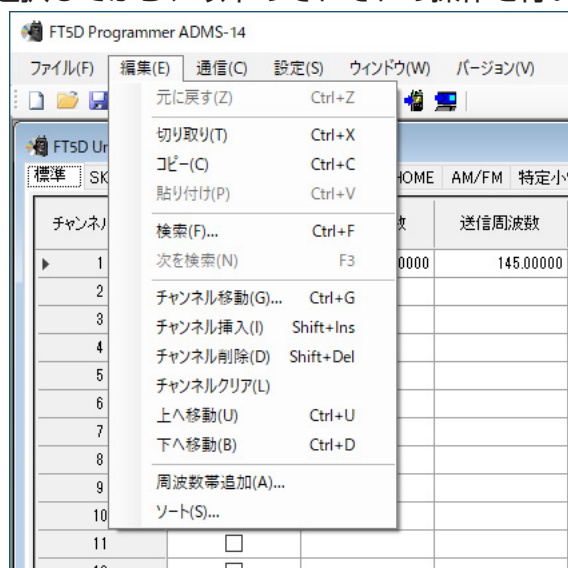 FT5D Programmer ADMS-14
ファイル(F) 編集(E) 通信(C) 設定(S) ウィンドウ(W) バージョン(V)
元に戻す(Z) Ctrl+Z
切り取り(T) Ctrl+X
コピー(C) Ctrl+C
貼り付け(P) Ctrl+V
検索(F)... Ctrl+F
次を検索(N) F3
チャンネル移動(G)... Ctrl+G
チャンネル挿入(I) Shift+Ins
チャンネル削除(D) Shift+Del
チャンネルクリア(L)
上へ移動(U) Ctrl+U
下へ移動(B) Ctrl+D
周波数帯追加(A)...
ソート(S)...
FT5D Un
標準 SK HOME AM/FM 特定小
チャンネル 数 送信周波数
1 0000 145.00000
2
3
4
5
6
7
8
9
10
11